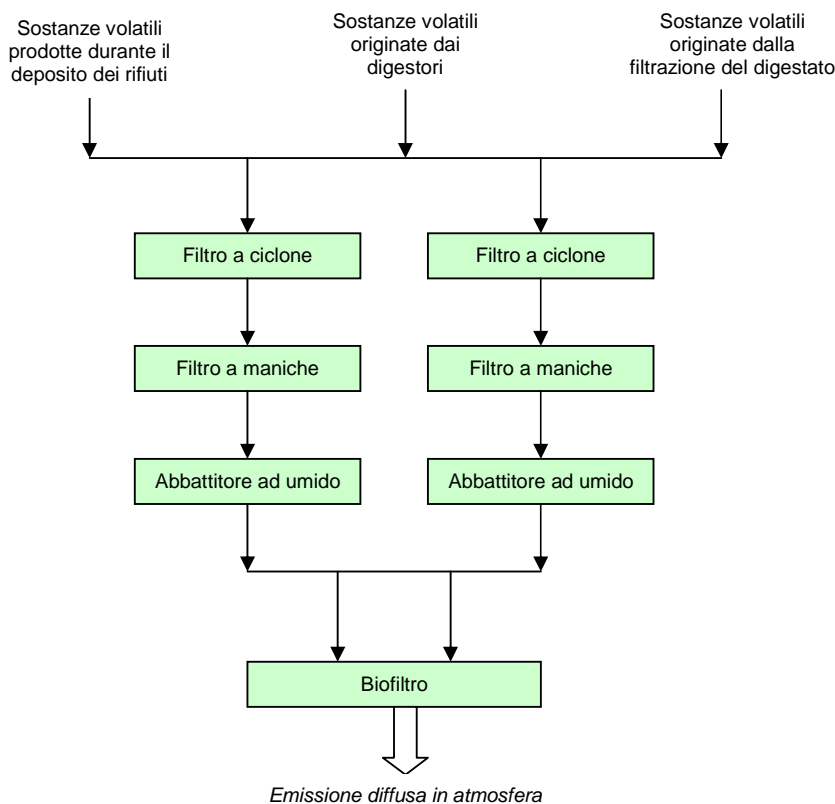 Sostanze volatili
prodotte durante il
deposito dei rifiuti
Sostanze volatili
originate dai
digestori
Sostanze volatili
originate dalla
filtrazione del digestato
Filtro a ciclone
Filtro a ciclone
Filtro a maniche
Filtro a maniche
Abbattitore ad umido
Abbattitore ad umido
Biofiltro
Emissione diffusa in atmosfera